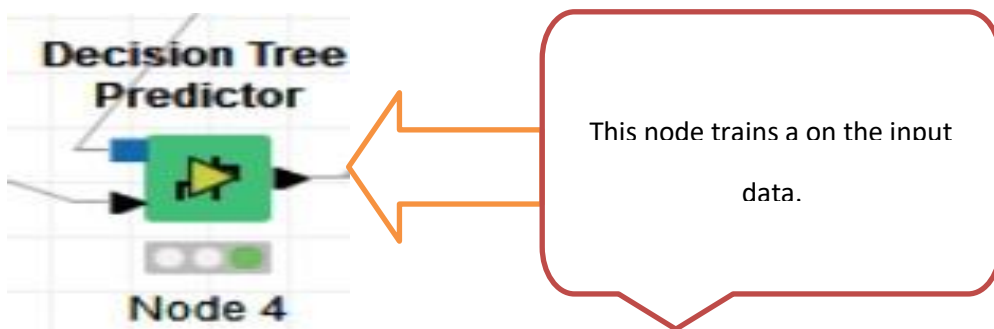 Decision Tree
Predictor
Node 4
This node trains a on the input
data.